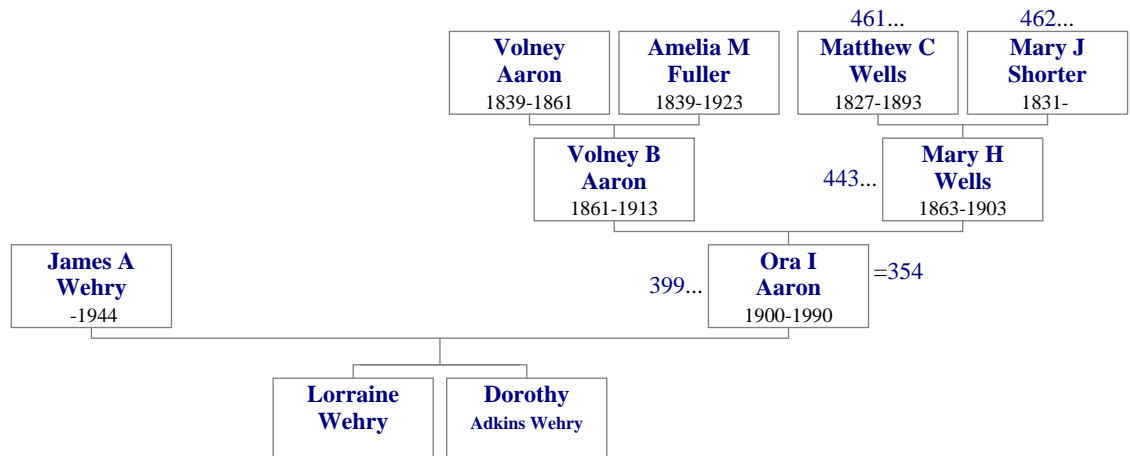 461...
462...
Volney
Aaron
1839-1861
Amelia M
Fuller
1839-1923
Matthew C
Wells
1827-1893
Mary J
Shorter
1831-
Volney B
Aaron
1861-1913
443...
Mary H
Wells
1863-1903
James A
Wehry
-1944
399...
Ora I
Aaron
1900-1990
=354
Lorraine
Wehry
Dorothy
Adkins Wehry